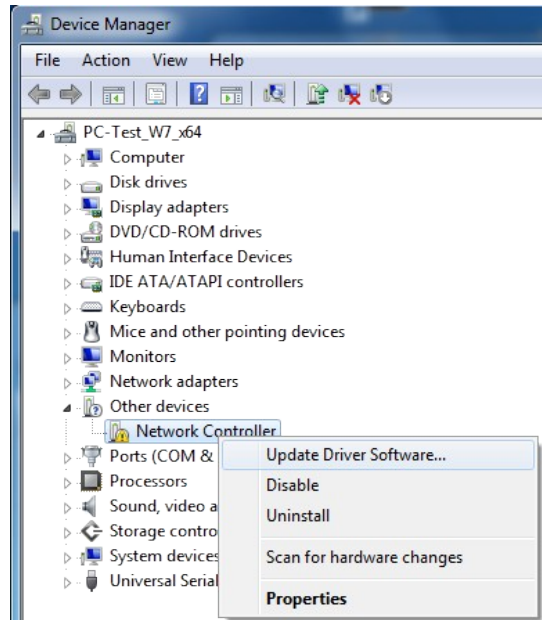 Device Manager
File Action View Help
PC-Test_W7_x64
Computer
Disk drives
Display adapters
DVD/CD-ROM drives
Human Interface Devices
IDE ATA/ATAPI controllers
Keyboards
Mice and other pointing devices
Monitors
Network adapters
Other devices
Network Controller
Ports (COM &
Processors
Sound, video a
Storage contro
System devices
Universal Serial
Update Driver Software...
Disable
Uninstall
Scan for hardware changes
Properties